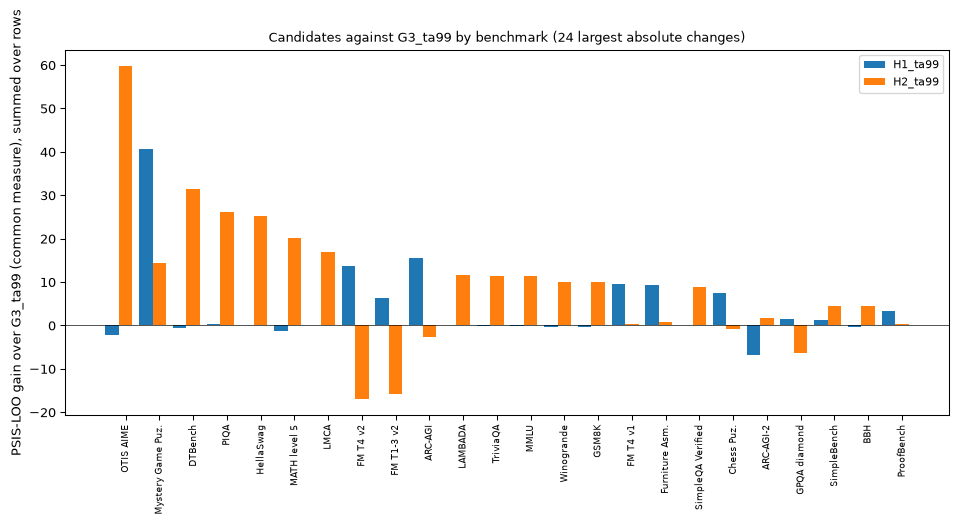 Candidates against G3_ta99 by benchmark (24 largest absolute changes)
PSIS-LOO gain over G3_ta99 (common measure), summed over rows
60
50
40
30
20
10
0
−10
−20
H1_ta99
H2_ta99
OTIS AIME
Mystery Game Puz.
DTBench
PIQA
HellaSwag
MATH level 5
LMCA
FM T4 v2
FM T1-3 v2
ARC-AGI
LAMBADA
TriviaQA
MMLU
Winogrande
GSM8K
FM T4 v1
Furniture Asm.
SimpleQA Verified
Chess Puz.
ARC-AGI-2
GPQA diamond
SimpleBench
BBH
ProofBench